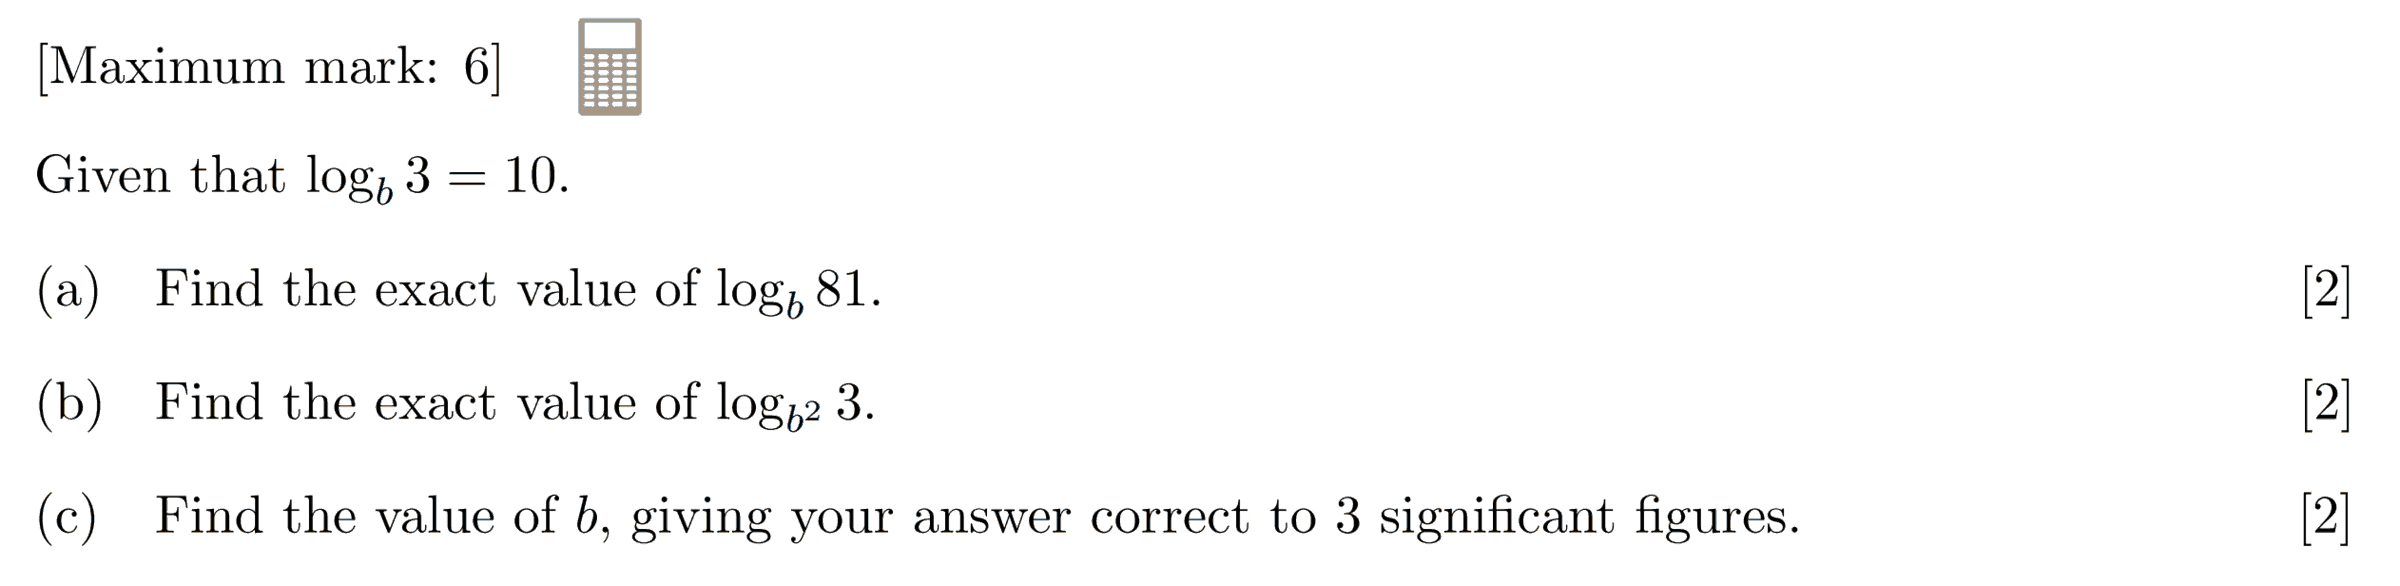 [Maximum mark: 6]
Given that log_b 3 = 10.
(a) Find the exact value of log_b 81. [2]
(b) Find the exact value of log_{b^2} 3. [2]
(c) Find the value of b, giving your answer correct to 3 significant figures. [2]